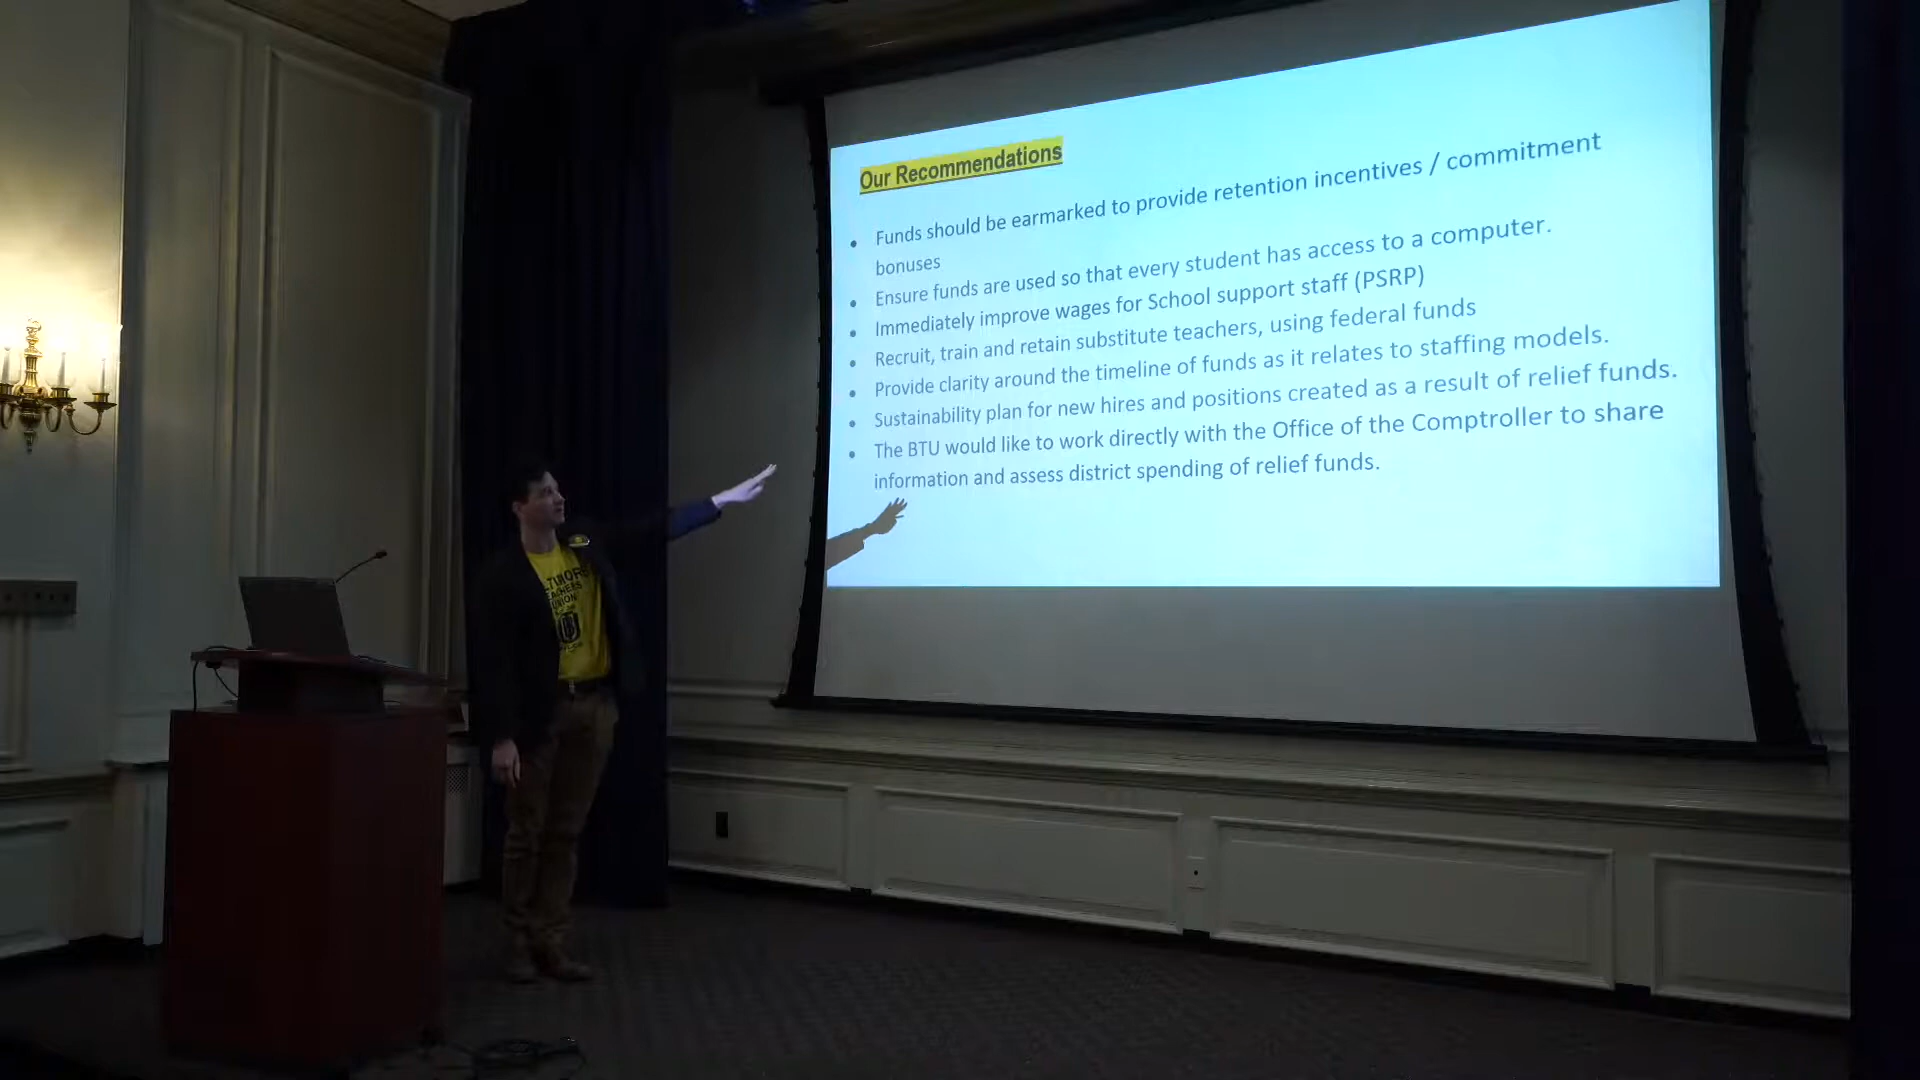 Our Recommendations
• Funds should be earmarked to provide retention incentives / commitment
bonuses
• Ensure funds are used so that every student has access to a computer.
• Immediately improve wages for School support staff (PSRP)
• Recruit, train and retain substitute teachers, using federal funds
• Provide clarity around the timeline of funds as it relates to staffing models.
• Sustainability plan for new hires and positions created as a result of relief funds.
• The BTU would like to work directly with the Office of the Comptroller to share
information and assess district spending of relief funds.
LTIMORE
EACHERS
UNION